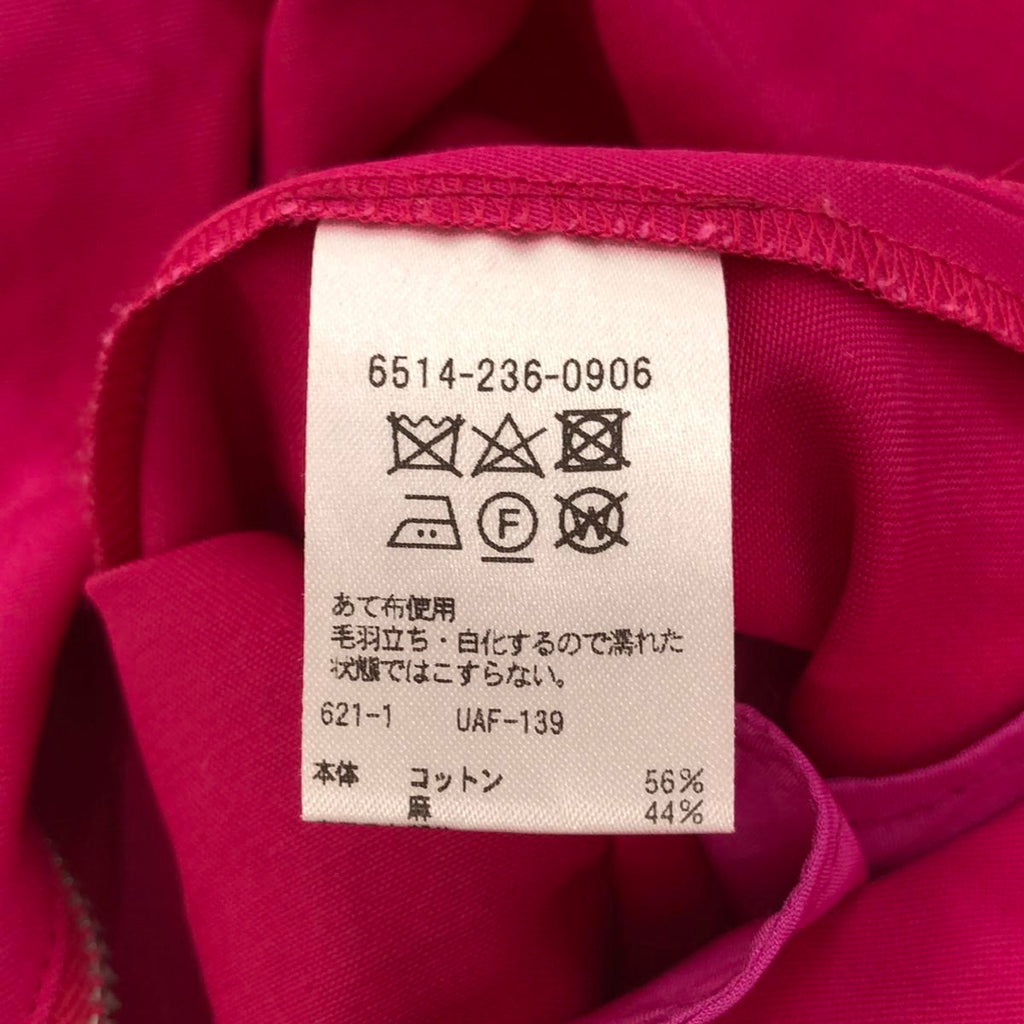 6514-236-0906
F
W
あて布使用
毛羽立ち・白化するので濡れた
状態ではこすらない。
621-1 UAF-139
本体 コットン 56%
麻 44%